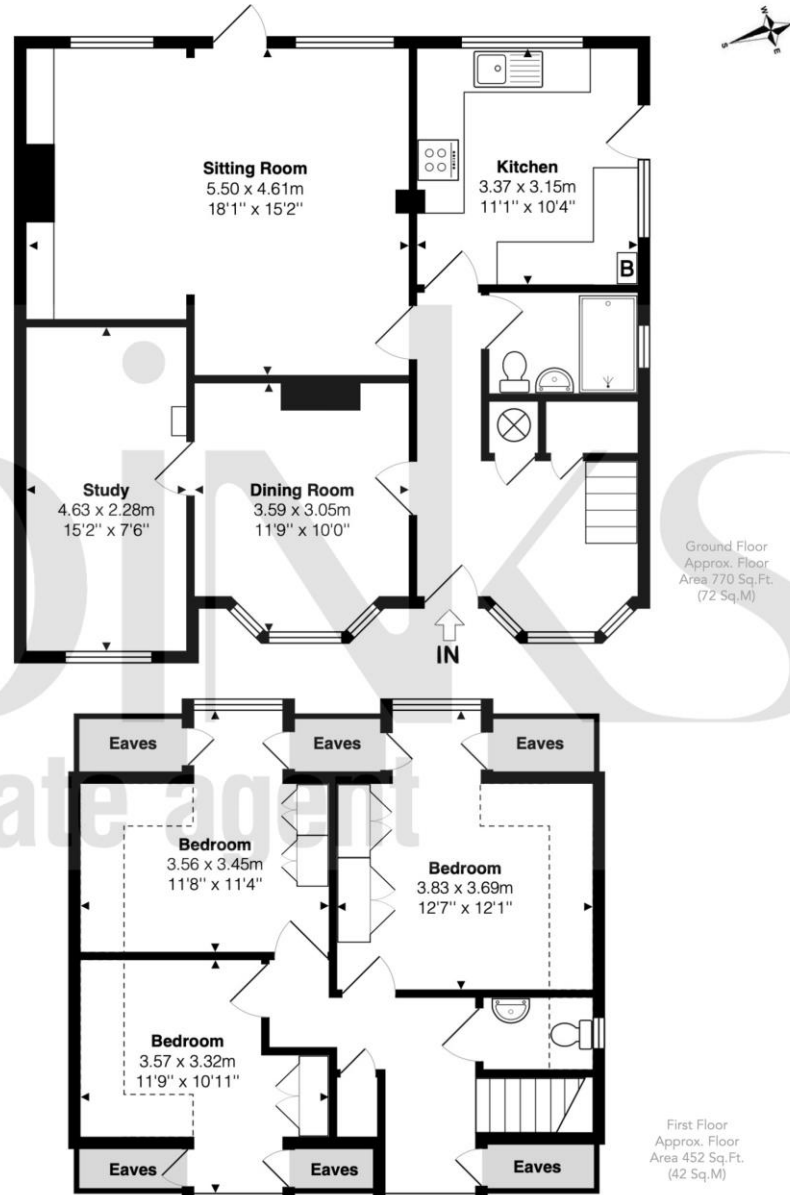 W
N
S
E
Sitting Room
5.50 x 4.61m
18'1'' x 15'2''
Kitchen
3.37 x 3.15m
11'1'' x 10'4''
B
Study
4.63 x 2.28m
15'2'' x 7'6''
Dining Room
3.59 x 3.05m
11'9'' x 10'0''
IN
Ground Floor
Approx. Floor
Area 770 Sq.Ft.
(72 Sq.M)
Eaves
Eaves
Eaves
Bedroom
3.56 x 3.45m
11'8'' x 11'4''
Bedroom
3.83 x 3.69m
12'7'' x 12'1''
Bedroom
3.57 x 3.32m
11'9'' x 10'11''
Eaves
Eaves
Eaves
First Floor
Approx. Floor
Area 452 Sq.Ft.
(42 Sq.M)
agent